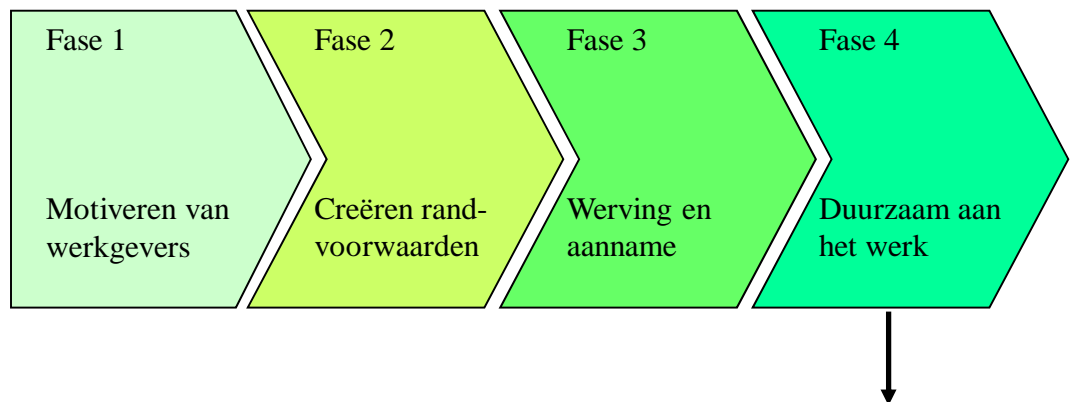 Fase 1
Motiveren van
werkgevers
Fase 2
Creëren rand-
voorwaarden
Fase 3
Werving en
aanname
Fase 4
Duurzaam aan
het werk